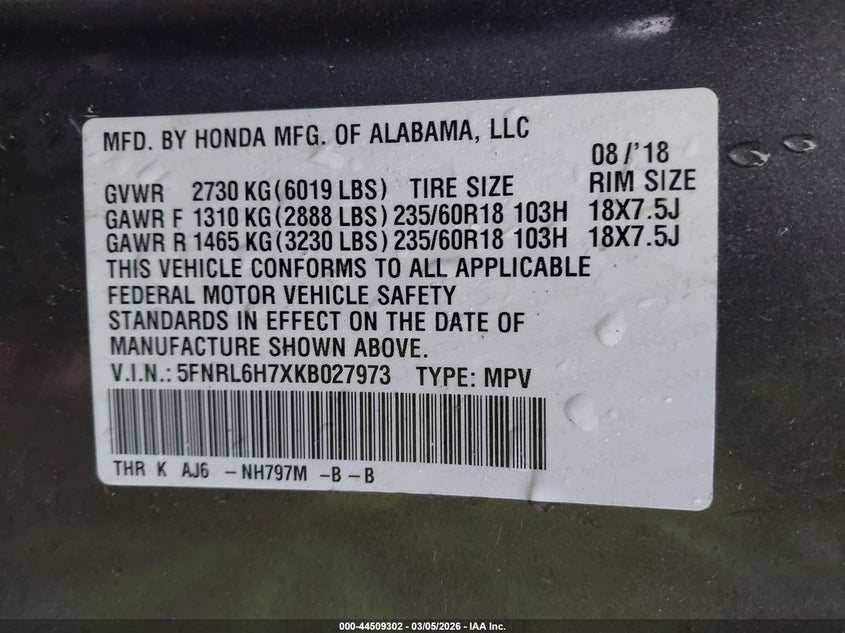 MFD. BY HONDA MFG. OF ALABAMA, LLC
08/'18
GVWR 2730 KG(6019 LBS) TIRE SIZE RIM SIZE
GAWR F 1310 KG(2888 LBS) 235/60R18 103H 18X7.5J
GAWR R 1465 KG(3230 LBS) 235/60R18 103H 18X7.5J
THIS VEHICLE CONFORMS TO ALL APPLICABLE
FEDERAL MOTOR VEHICLE SAFETY
STANDARDS IN EFFECT ON THE DATE OF
MANUFACTURE SHOWN ABOVE.
V.I.N.: 5FNRL6H7XKB027973 TYPE: MPV
THR K AJ6 -NH797M -B-B
000-44509302 - 03/05/2026 - IAA Inc.